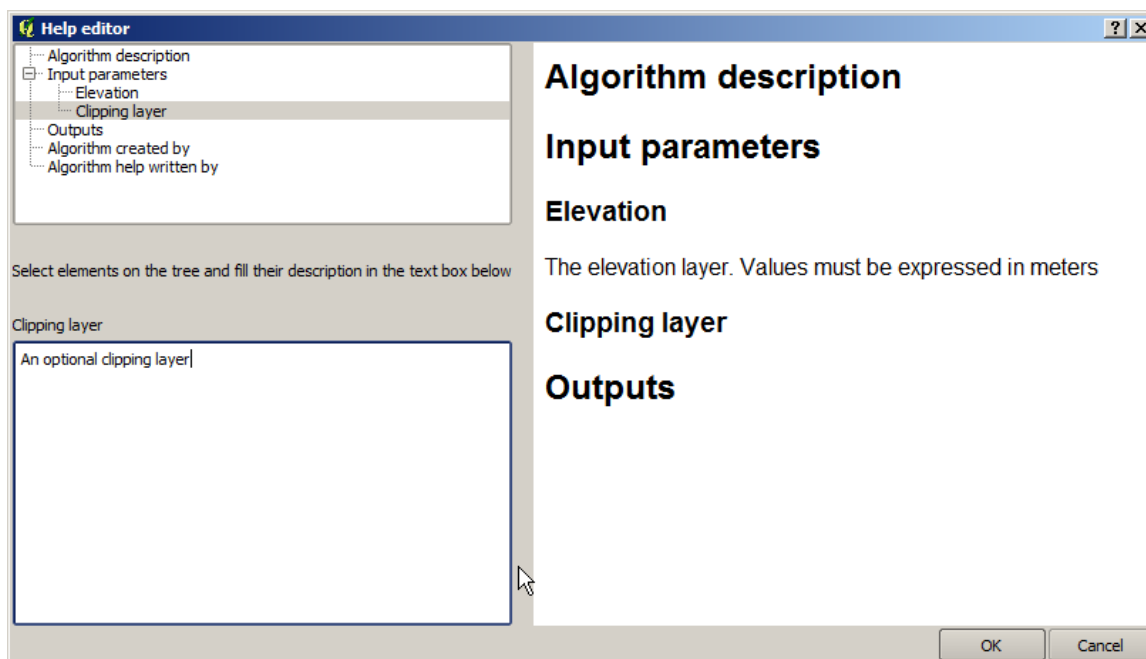 Help editor
Algorithm description
Input parameters
Elevation
Clipping layer
Outputs
Algorithm created by
Algorithm help written by
Select elements on the tree and fill their description in the text box below
Clipping layer
An optional clipping layer
Algorithm description
Input parameters
Elevation
The elevation layer. Values must be expressed in meters
Clipping layer
Outputs
OK
Cancel